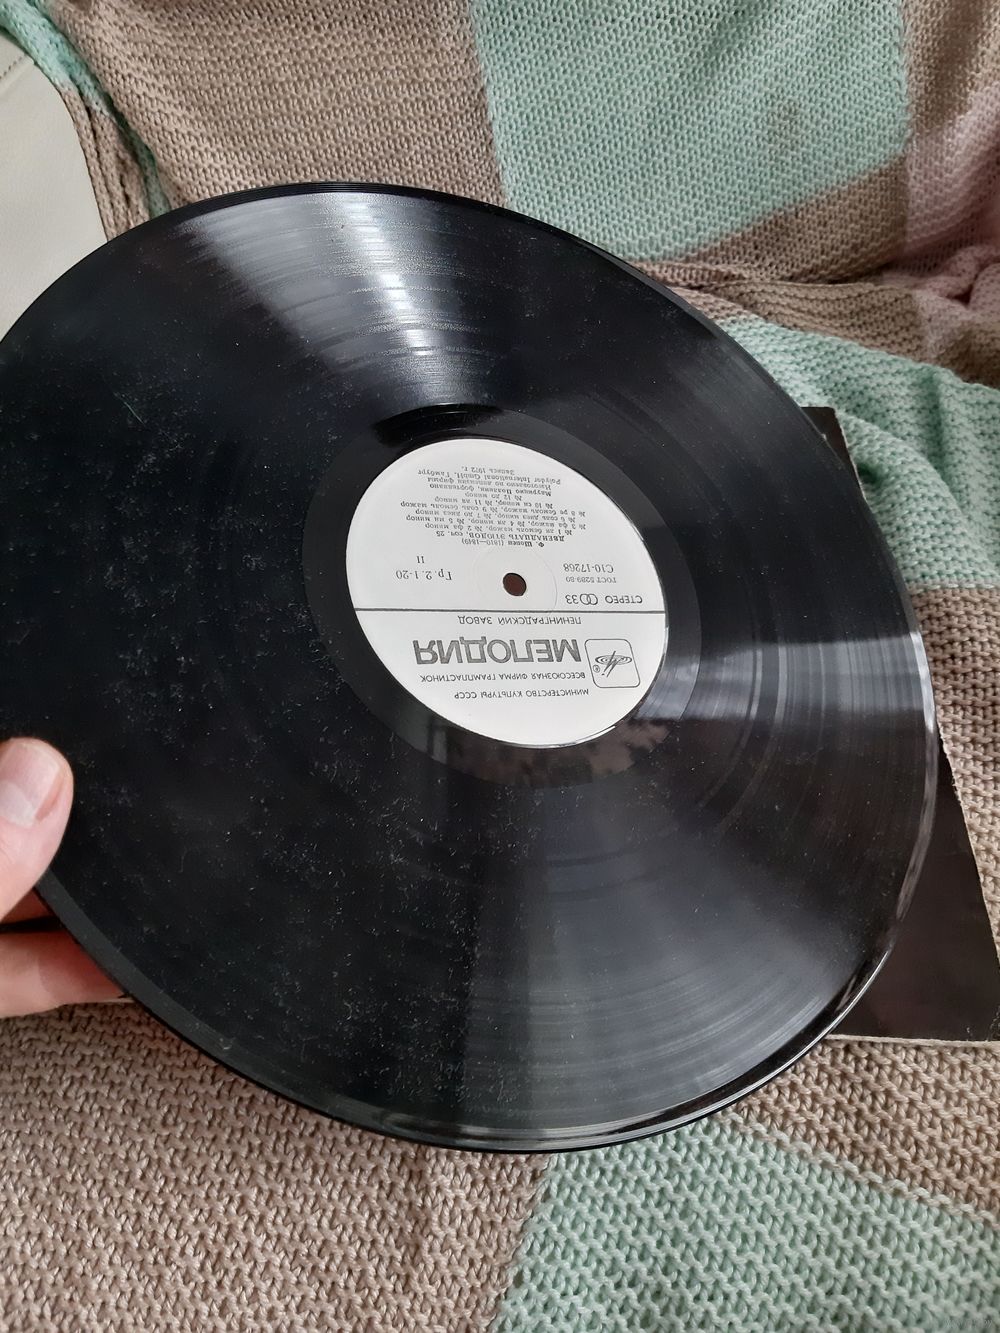 МИНИСТЕРСТВО КУЛЬТУРЫ СССР
ВСЕСОЮЗНАЯ ФИРМА ГРАМПЛАСТИНОК
МЕЛОДИЯ
®
ЛЕНИНГРАДСКИЙ ЗАВОД
СТЕРЕО 33
ГОСТ 5289-80
С10-17268
Гр. 2. 1-20
II
Ф. Шопен (1810—1849)
ДВЕНАДЦАТЬ ЭТЮДОВ, соч. 25
№ 1 ля бемоль мажор, № 2 фа минор
№ 3 фа мажор, № 4 ля минор, № 5 ми минор
№ 6 соль диез минор, № 7 до диез минор
№ 8 ре бемоль мажор, № 9 соль бемоль мажор
№ 10 си минор, № 11 ля минор
№ 12 до минор
Маурицио Поллини, фортепиано
Изготовлено по лицензии фирмы
Polydor International GmbH, Гамбург
Запись 1972 г.